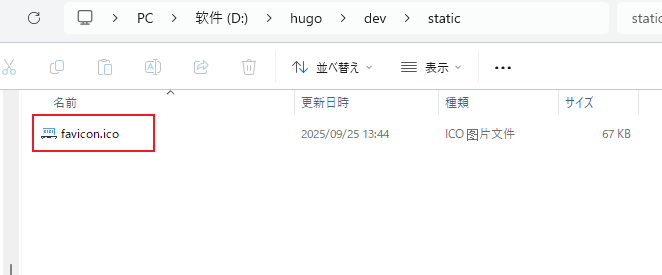 PC 软件 (D:) hugo dev static stati
並べ替え 表示
名前 更新日時 種類 サイズ
favicon.ico 2025/09/25 13:44 ICO 图片文件 67 KB